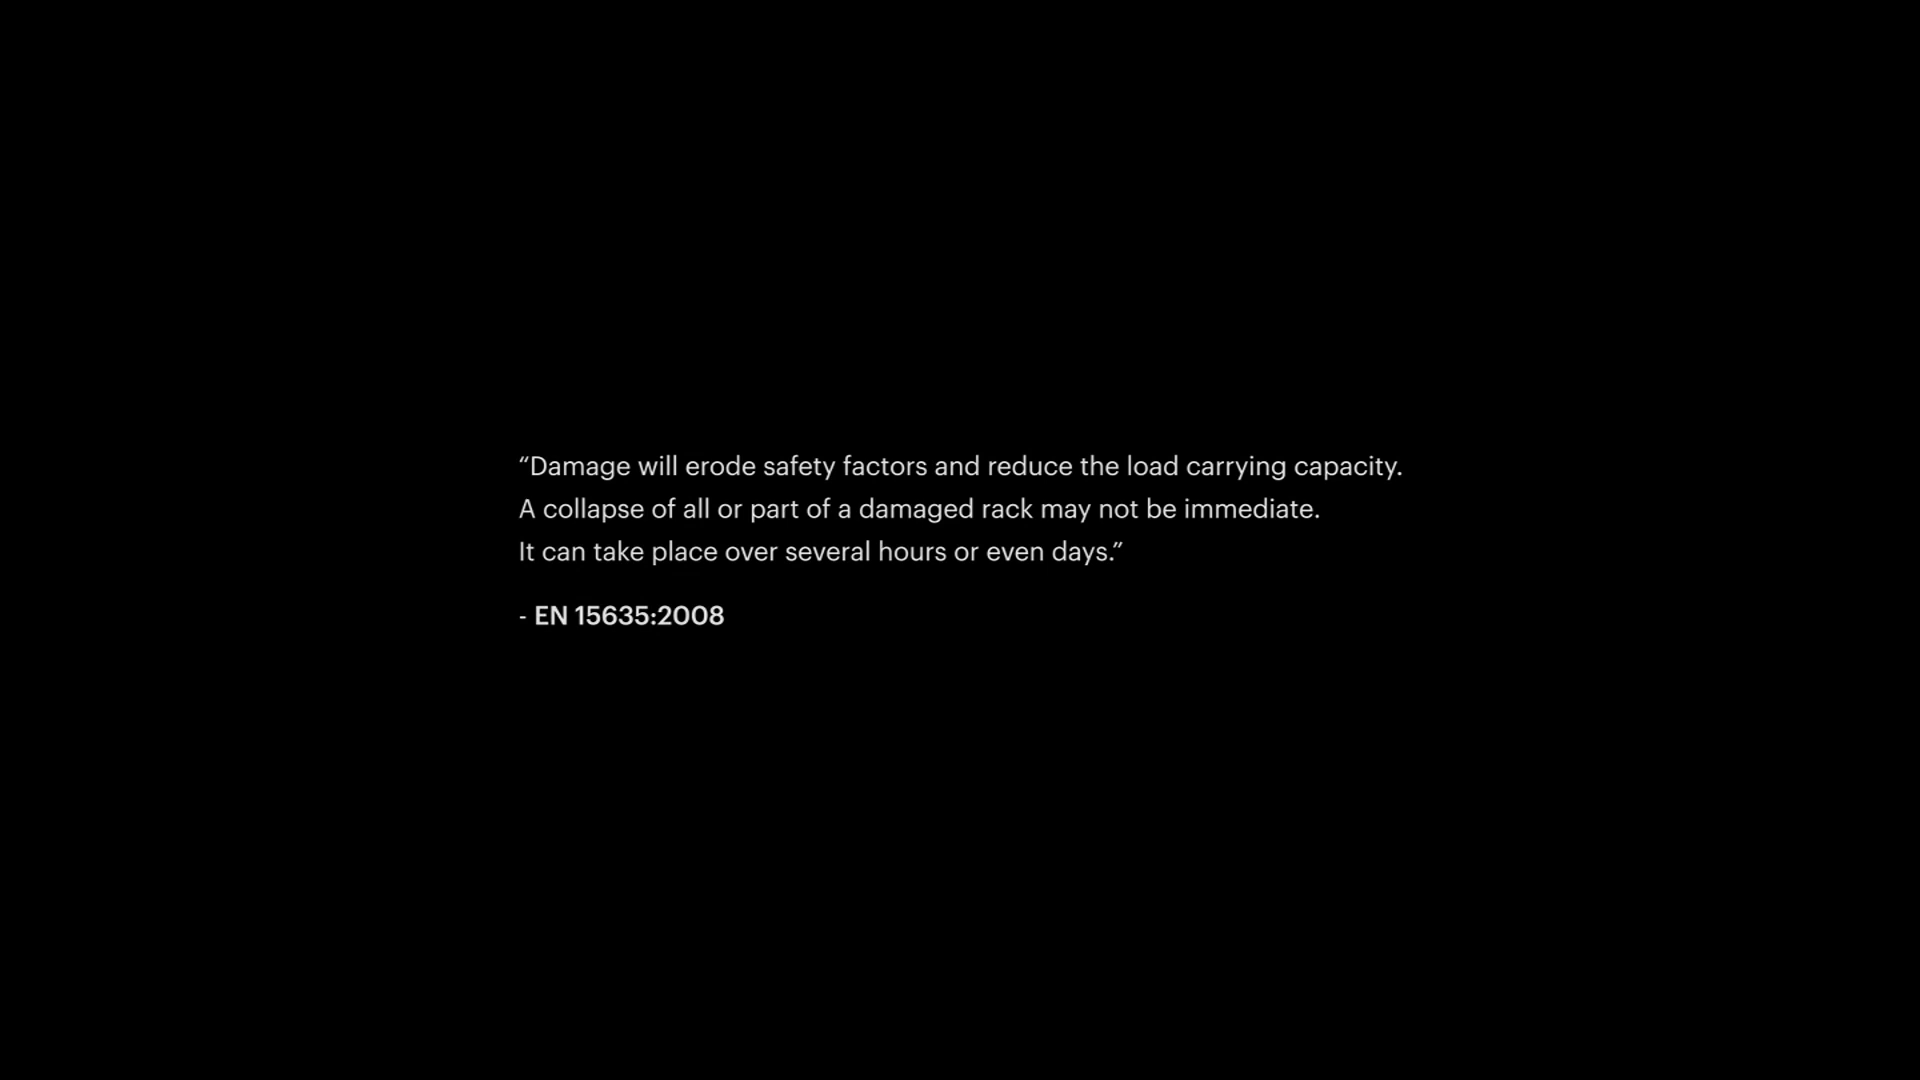 “Damage will erode safety factors and reduce the load carrying capacity.
A collapse of all or part of a damaged rack may not be immediate.
It can take place over several hours or even days.”
- EN 15635:2008